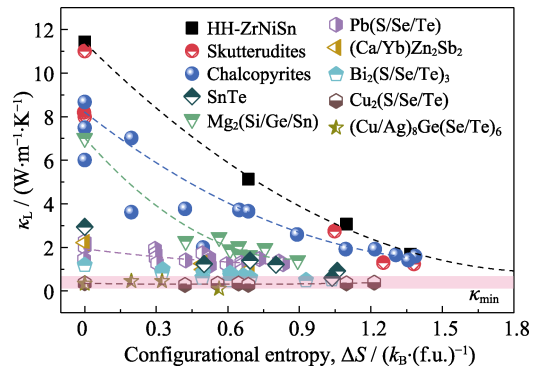 12
10
8
6
4
2
0
κL / (W·m⁻¹·K⁻¹)
HH-ZrNiSn
Skutterudites
Chalcopyrites
SnTe
Mg₂(Si/Ge/Sn)
Pb(S/Se/Te)
(Ca/Yb)Zn₂Sb₂
Bi₂(S/Se/Te)₃
Cu₂(S/Se/Te)
(Cu/Ag)₈Ge(Se/Te)₆
κmin
0 0.3 0.6 0.9 1.2 1.5 1.8
Configurational entropy, ΔS / (kB·(f.u.)⁻¹)